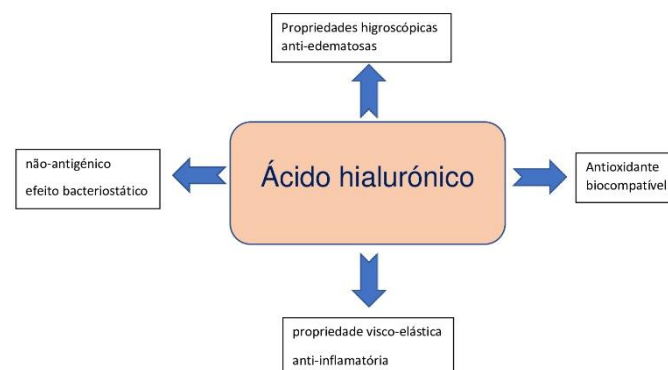 Propriedades higroscópicas
anti-edematosas
não-antigénico
efeito bacteriostático
Ácido hialurónico
Antioxidante
biocompatível
propriedade visco-elástica
anti-inflamatória